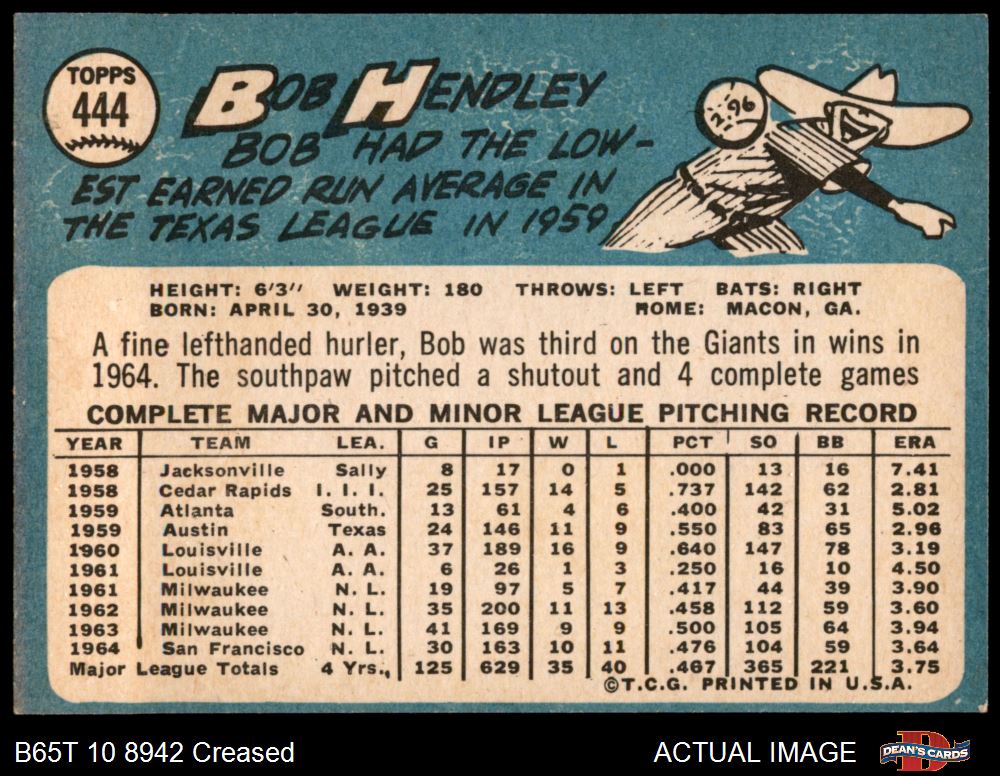 TOPPS
444
BOB HENDLEY
BOB HAD THE LOW-
EST EARNED RUN AVERAGE IN
THE TEXAS LEAGUE IN 1959
2.96
HEIGHT: 6'3" WEIGHT: 180 THROWS: LEFT BATS: RIGHT
BORN: APRIL 30, 1939 HOME: MACON, GA.
A fine lefthanded hurler, Bob was third on the Giants in wins in
1964. The southpaw pitched a shutout and 4 complete games
COMPLETE MAJOR AND MINOR LEAGUE PITCHING RECORD
YEAR TEAM LEA. G IP W L PCT SO BB ERA
1958 Jacksonville Sally 8 17 0 1 .000 13 16 7.41
1958 Cedar Rapids I. I. I. 25 157 14 5 .737 142 62 2.81
1959 Atlanta South. 13 61 4 6 .400 42 31 5.02
1959 Austin Texas 24 146 11 9 .550 83 65 2.96
1960 Louisville A. A. 37 189 16 9 .640 147 78 3.19
1961 Louisville A. A. 6 26 1 3 .250 16 10 4.50
1961 Milwaukee N. L. 19 97 5 7 .417 44 39 3.90
1962 Milwaukee N. L. 35 200 11 13 .458 112 59 3.60
1963 Milwaukee N. L. 41 169 9 9 .500 105 64 3.94
1964 San Francisco N. L. 30 163 10 11 .476 104 59 3.64
Major League Totals 4 Yrs., 125 629 35 40 .467 365 221 3.75
©T.C.G. PRINTED IN U.S.A.
B65T 10 8942 Creased
ACTUAL IMAGE
DEAN'S CARDS